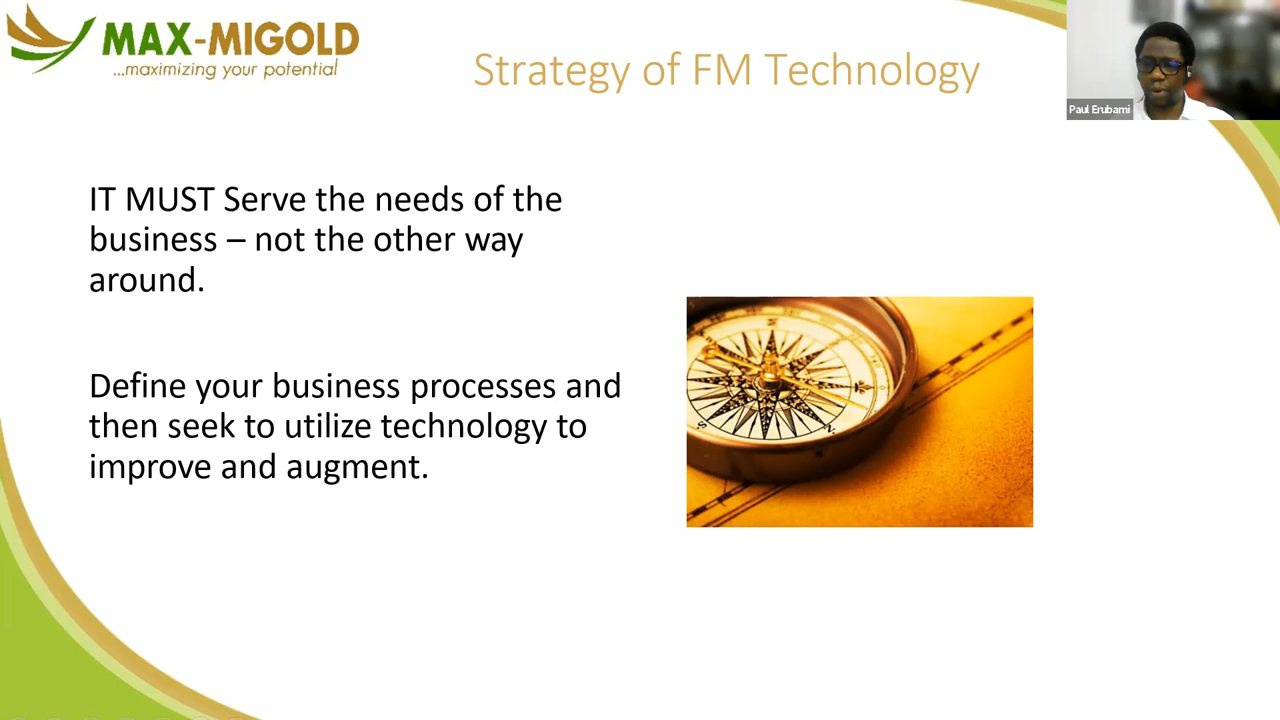 MAX-MIGOLD
...maximizing your potential
Strategy of FM Technology
Paul Erubami
IT MUST Serve the needs of the
business – not the other way
around.
Define your business processes and
then seek to utilize technology to
improve and augment.